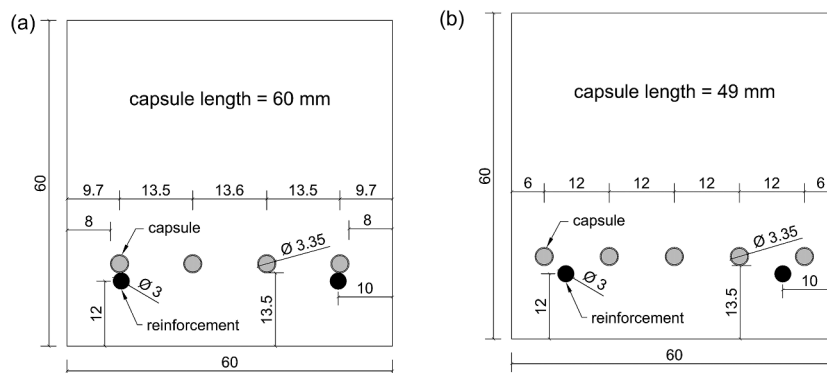 (a)
capsule length = 60 mm
60
9.7 13.5 13.6 13.5 9.7
8
8
capsule
Ø 3.35
Ø 3
10
12
reinforcement
13.5
60
(b)
capsule length = 49 mm
60
6 12 12 12 12 6
capsule
Ø 3.35
Ø 3
10
12
reinforcement
13.5
60